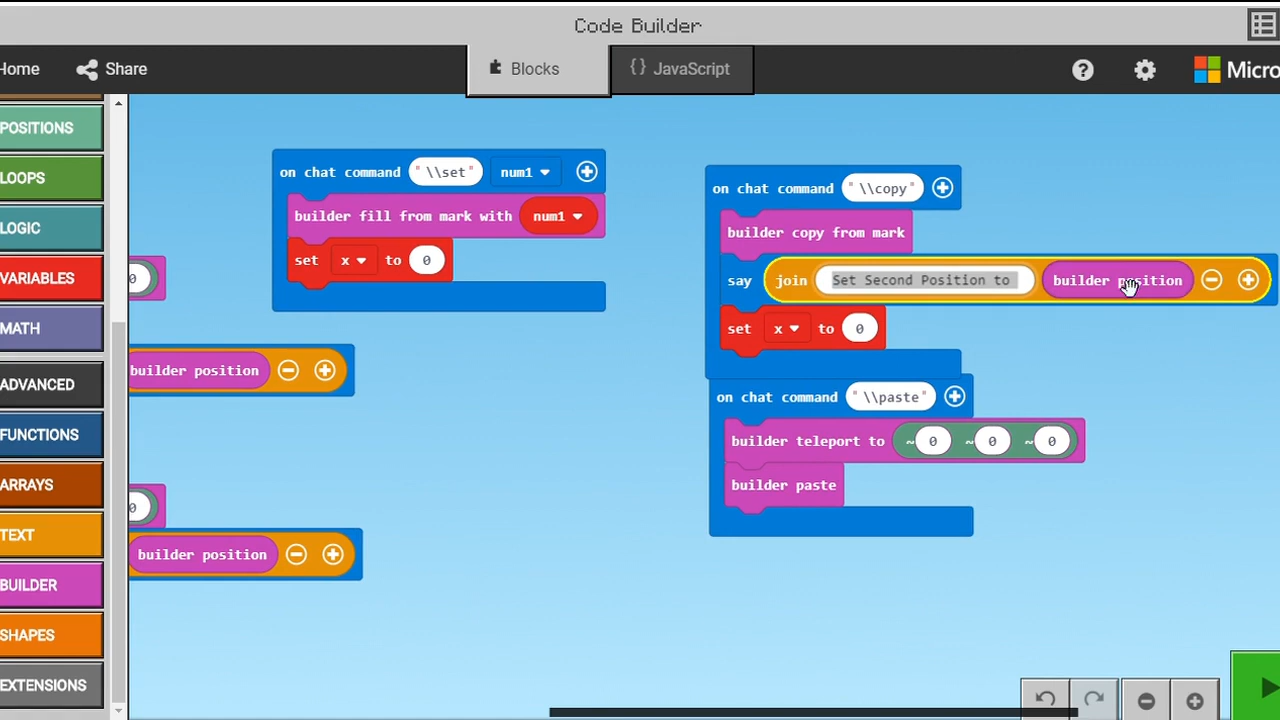 Code Builder
Home
Share
Blocks
{} JavaScript
?
Micro
POSITIONS
LOOPS
LOGIC
VARIABLES
MATH
ADVANCED
FUNCTIONS
ARRAYS
TEXT
BUILDER
SHAPES
EXTENSIONS
0
builder position
0
builder position
on chat command "\\set" num1
builder fill from mark with num1
set x to 0
on chat command "\\copy"
builder copy from mark
say join Set Second Position to builder position
set x to 0
on chat command "\\paste"
builder teleport to ~0 ~0 ~0
builder paste